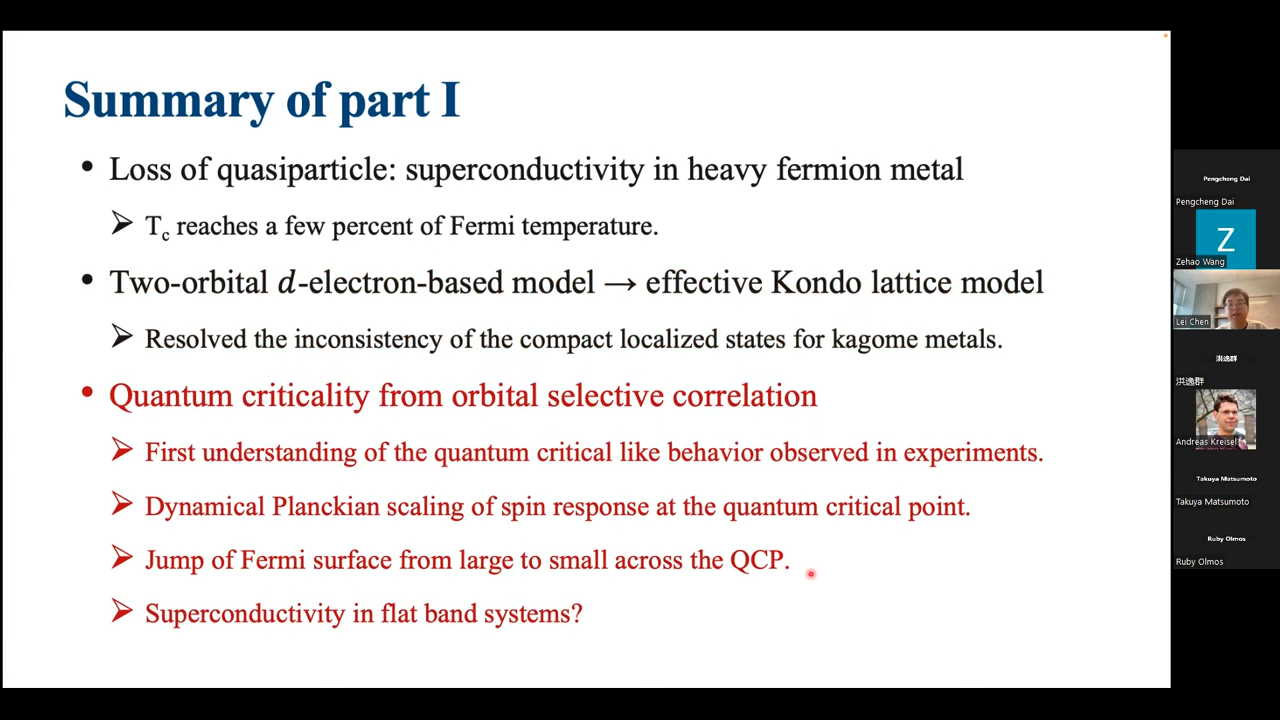 Summary of part I
• Loss of quasiparticle: superconductivity in heavy fermion metal
➤ Tc reaches a few percent of Fermi temperature.
• Two-orbital d-electron-based model → effective Kondo lattice model
➤ Resolved the inconsistency of the compact localized states for kagome metals.
• Quantum criticality from orbital selective correlation
➤ First understanding of the quantum critical like behavior observed in experiments.
➤ Dynamical Planckian scaling of spin response at the quantum critical point.
➤ Jump of Fermi surface from large to small across the QCP.
➤ Superconductivity in flat band systems?
Pengcheng Dai
Pengcheng Dai
Z
Zehao Wang
Lei Chen
洪逸群
洪逸群
Andreas Kreisel
Takuya Matsumoto
Takuya Matsumoto
Ruby Olmos
Ruby Olmos